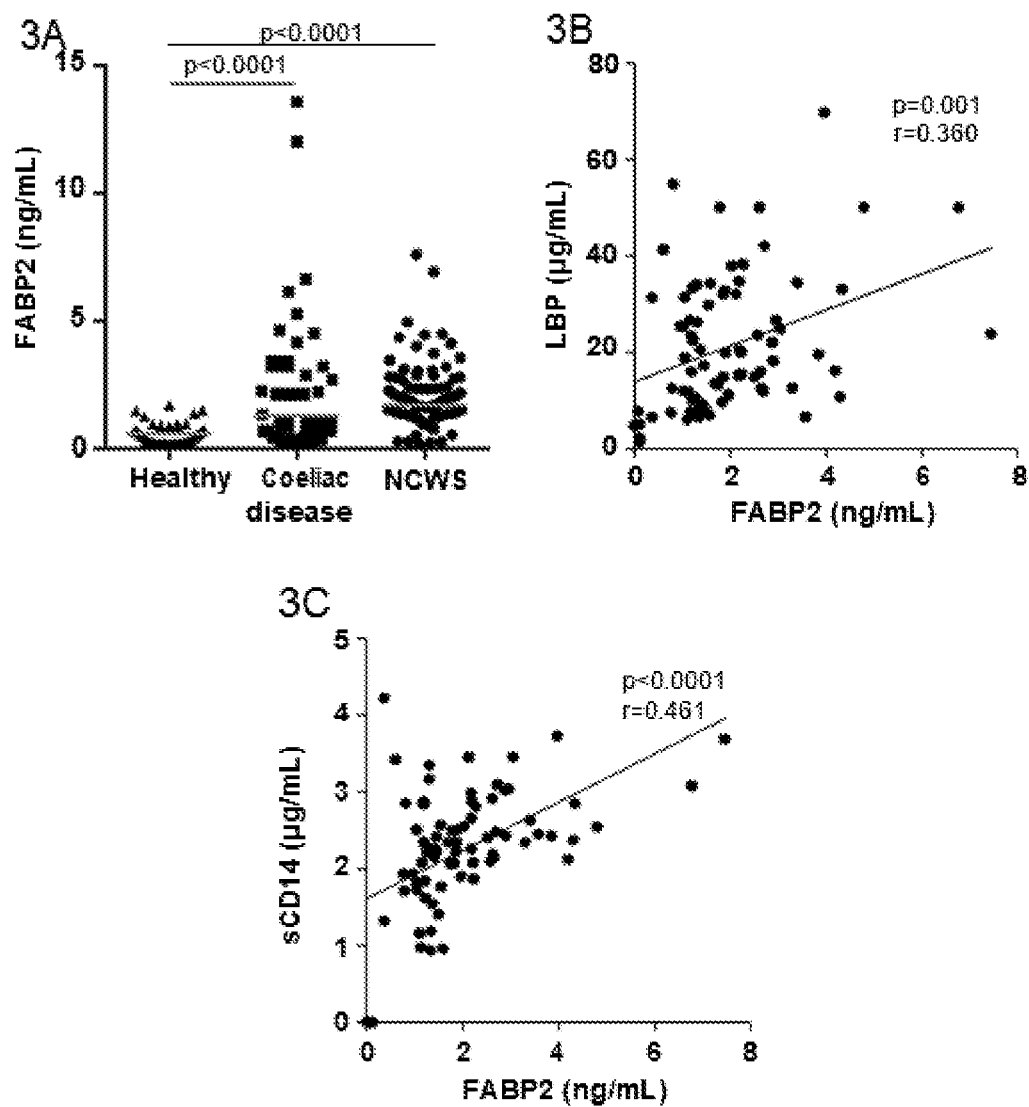 3A
p<0.0001
p<0.0001
15
10
5
0
FABP2 (ng/mL)
Healthy
Coeliac
disease
NCWS
3B
p=0.001
r=0.360
80
60
40
20
0
LBP (µg/mL)
0
2
4
6
8
FABP2 (ng/mL)
3C
p<0.0001
r=0.461
5
4
3
2
1
0
sCD14 (µg/mL)
0
2
4
6
8
FABP2 (ng/mL)